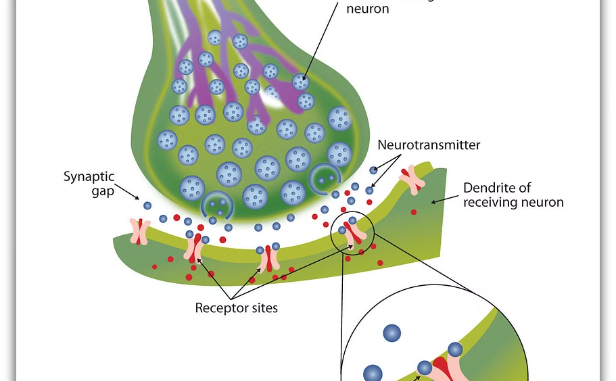 neuron
Neurotransmitter
Synaptic
gap
Dendrite of
receiving neuron
Receptor sites